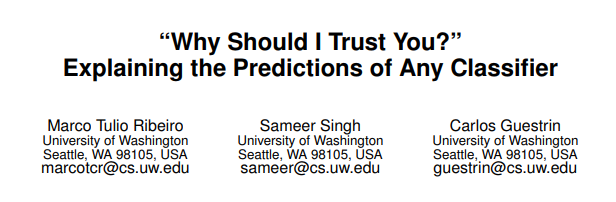 “Why Should I Trust You?”
Explaining the Predictions of Any Classifier
Marco Tulio Ribeiro
University of Washington
Seattle, WA 98105, USA
marcotcr@cs.uw.edu
Sameer Singh
University of Washington
Seattle, WA 98105, USA
sameer@cs.uw.edu
Carlos Guestrin
University of Washington
Seattle, WA 98105, USA
guestrin@cs.uw.edu